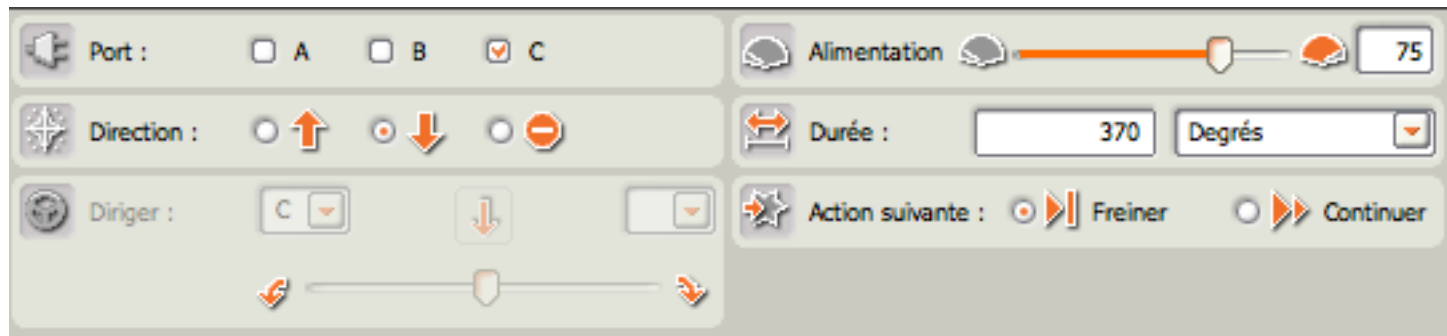 Port : A B C
Direction :
Diriger : C
Alimentation 75
Durée : 370 Degrés
Action suivante : Freiner Continuer